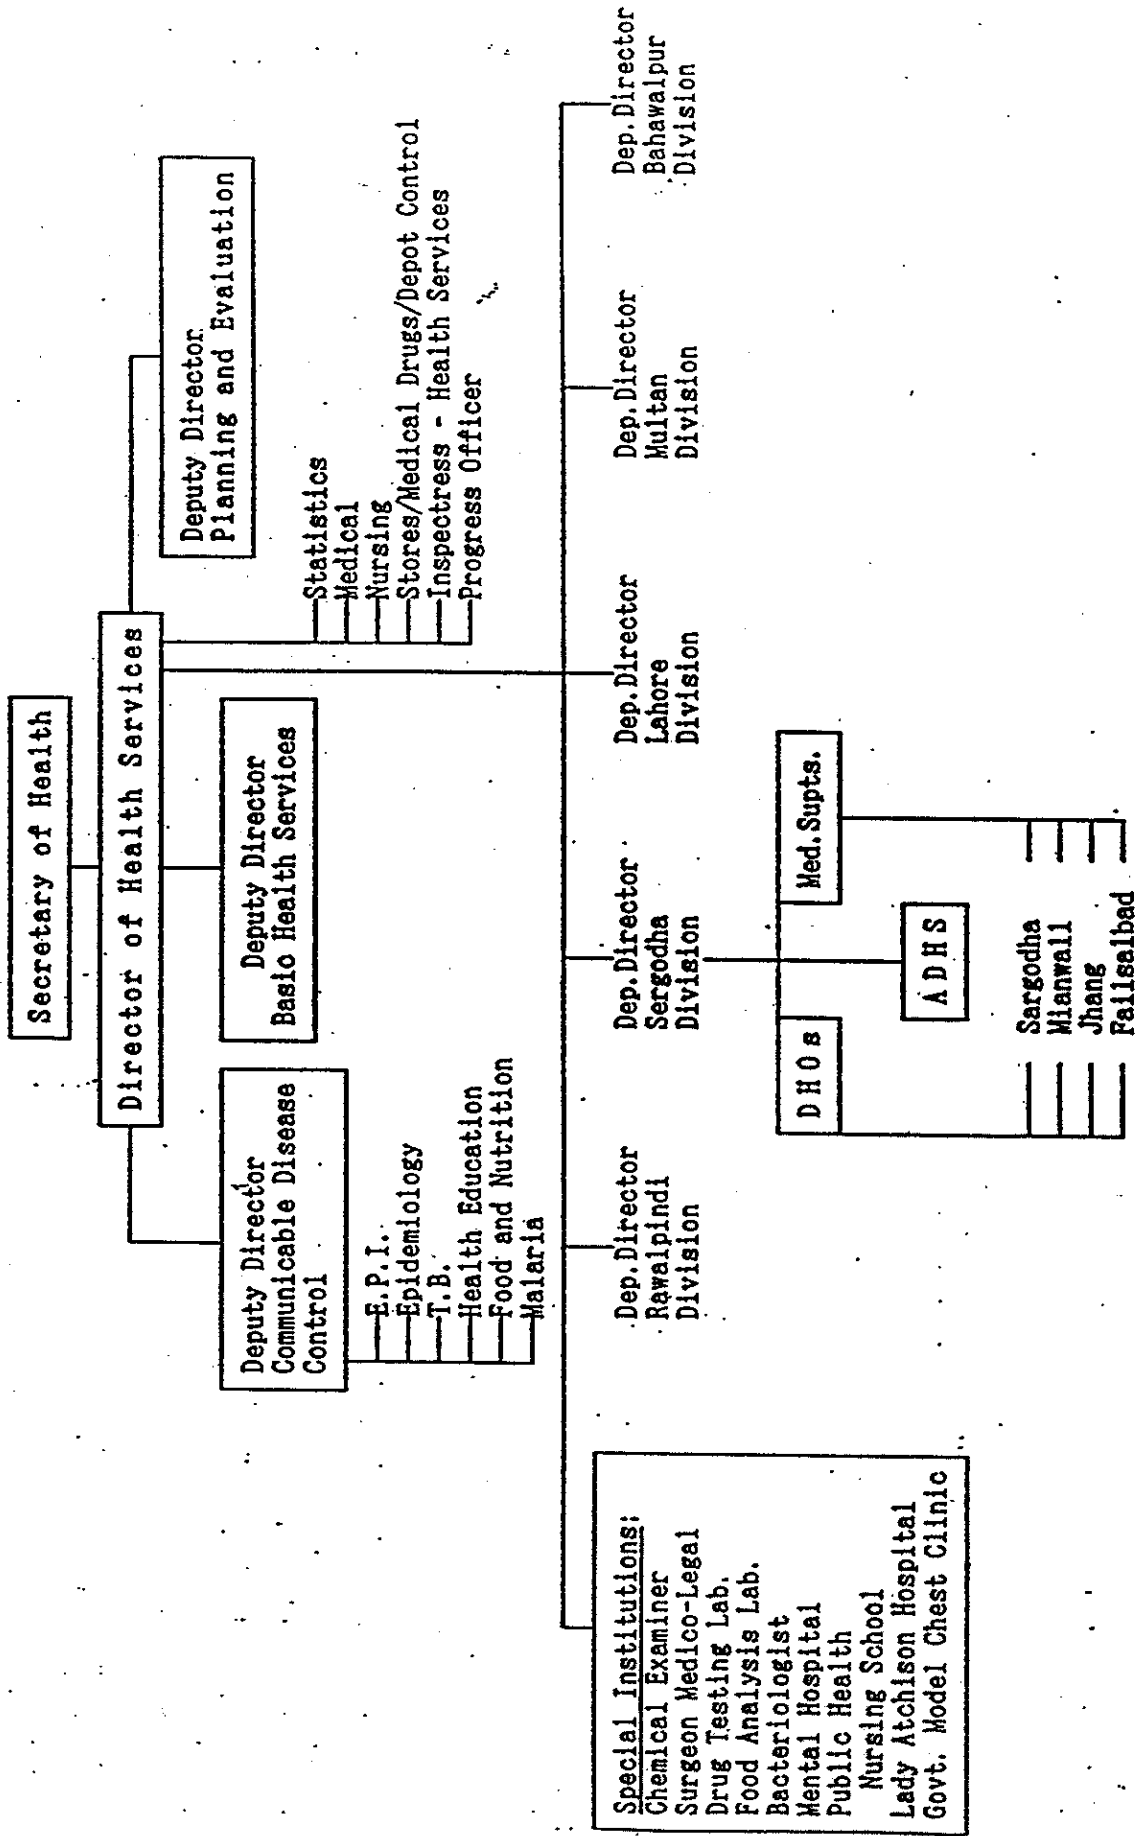 Secretary of Health
Director of Health Services
Deputy Director
Communicable Disease
Control
Deputy Director
Basic Health Services
Deputy Director
Planning and Evaluation
E.P.I.
Epidemiology
T.B.
Health Education
Food and Nutrition
Malaria
Statistics
Medical
Nursing
Stores/Medical Drugs/Depot Control
Inspectress - Health Services
Progress Officer
Special Institutions:
Chemical Examiner
Surgeon Medico-Legal
Drug Testing Lab.
Food Analysis Lab.
Bacteriologist
Mental Hospital
Public Health
Nursing School
Lady Atchison Hospital
Govt. Model Chest Clinic
Dep.Director
Rawalpindi
Division
Dep.Director
Sergodha
Division
Dep.Director
Lahore
Division
Dep.Director
Multan
Division
Dep.Director
Bahawalpur
Division
DHOs
Med.Supts.
ADHS
Sargodha
Mianwall
Jhang
Failsalbad